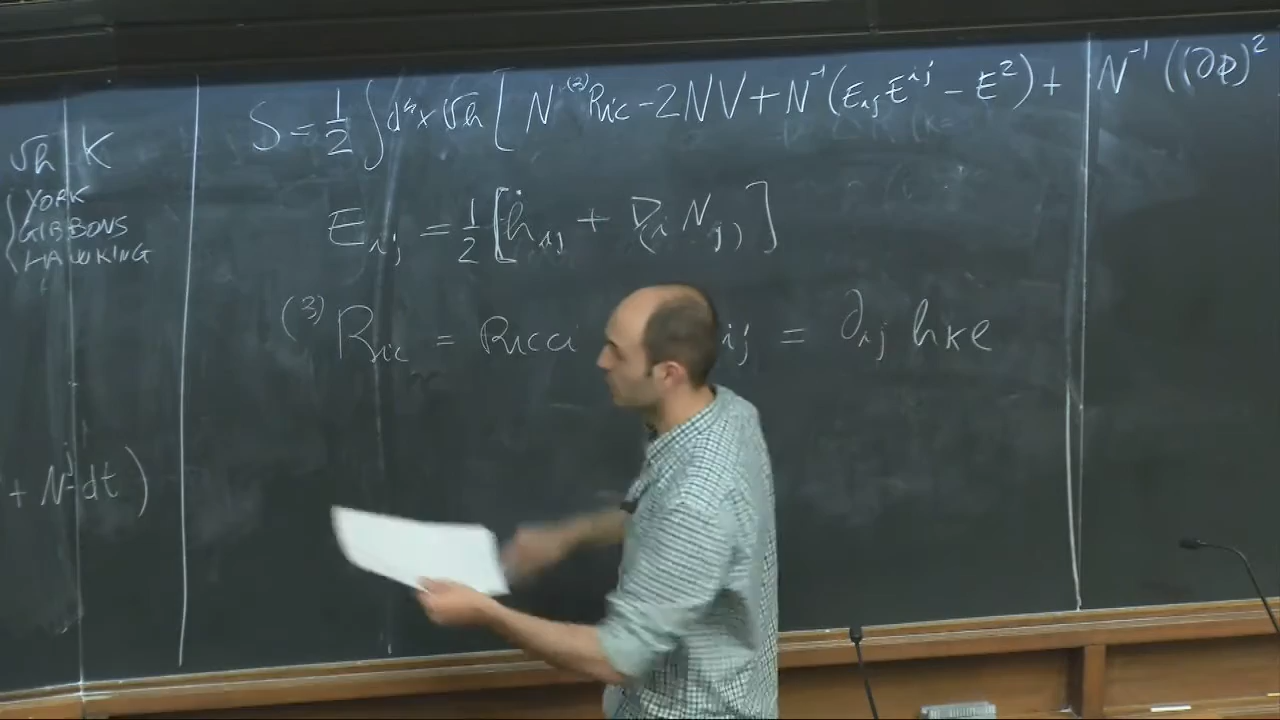 √h K
{YORK
GIBBONS
HAWKING
+ N^j dt )
S = 1/2 ∫ d⁴x √h [ N ⁽³⁾Ric - 2NV + N⁻¹ (E_ij E^ij - E²) + N⁻¹ ((∂Φ)²
E_ij = 1/2 [ ḣ_ij + D_(i N_j) ]
⁽³⁾Ric = Ricci ij = ∂_ij hke